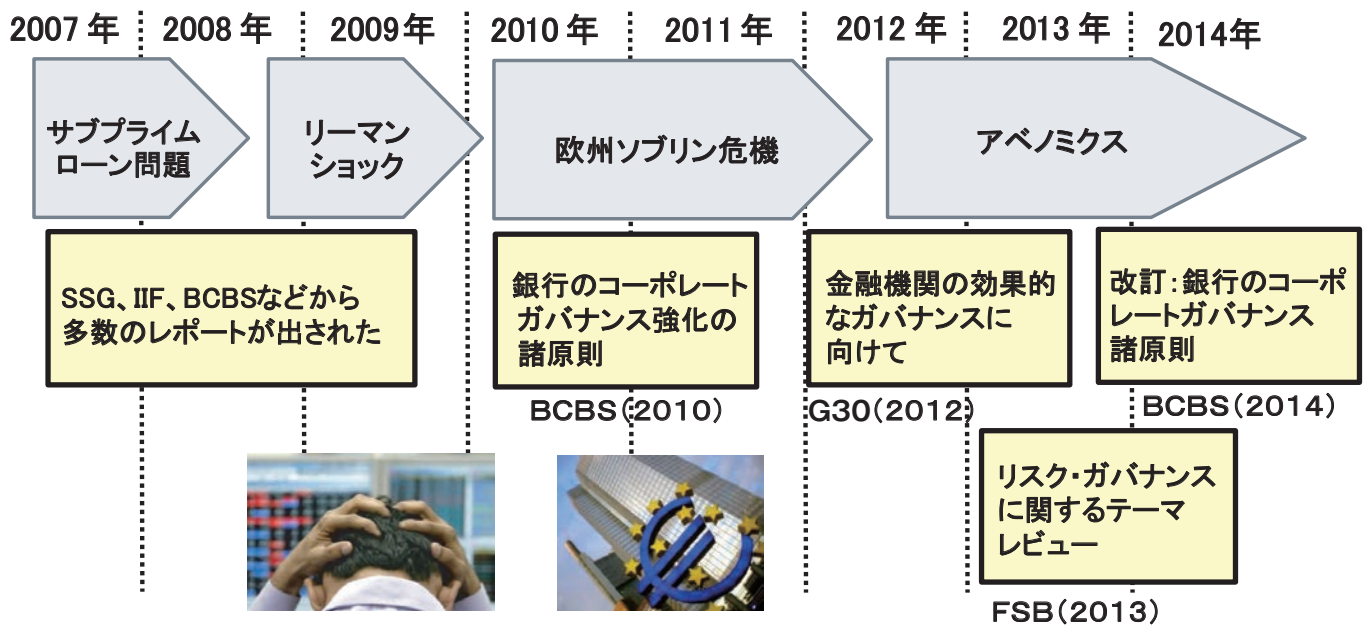 2007年 2008年 2009年 2010年 2011年 2012年 2013年 2014年
サブプライム
ローン問題
リーマン
ショック
欧州ソブリン危機
アベノミクス
SSG、IIF、BCBSなどから
多数のレポートが出された
銀行のコーポレート
ガバナンス強化の
諸原則
BCBS(2010)
金融機関の効果的
なガバナンスに
向けて
G30(2012)
改訂:銀行のコーポ
レートガバナンス
諸原則
BCBS(2014)
リスク・ガバナンス
に関するテーマ
レビュー
FSB(2013)